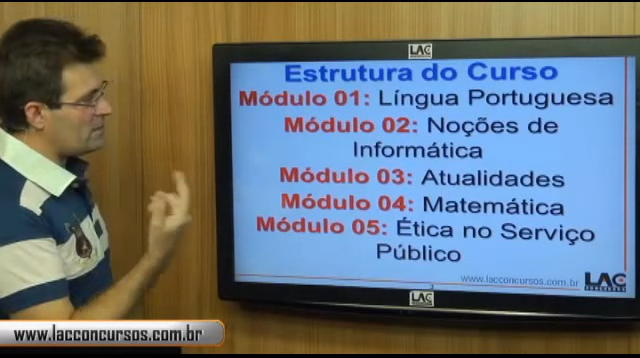 LAC
Estrutura do Curso
Módulo 01: Língua Portuguesa
Módulo 02: Noções de
Informática
Módulo 03: Atualidades
Módulo 04: Matemática
Módulo 05: Ética no Serviço
Público
www.lacconcursos.com.br
LAC
LAC
www.lacconcursos.com.br